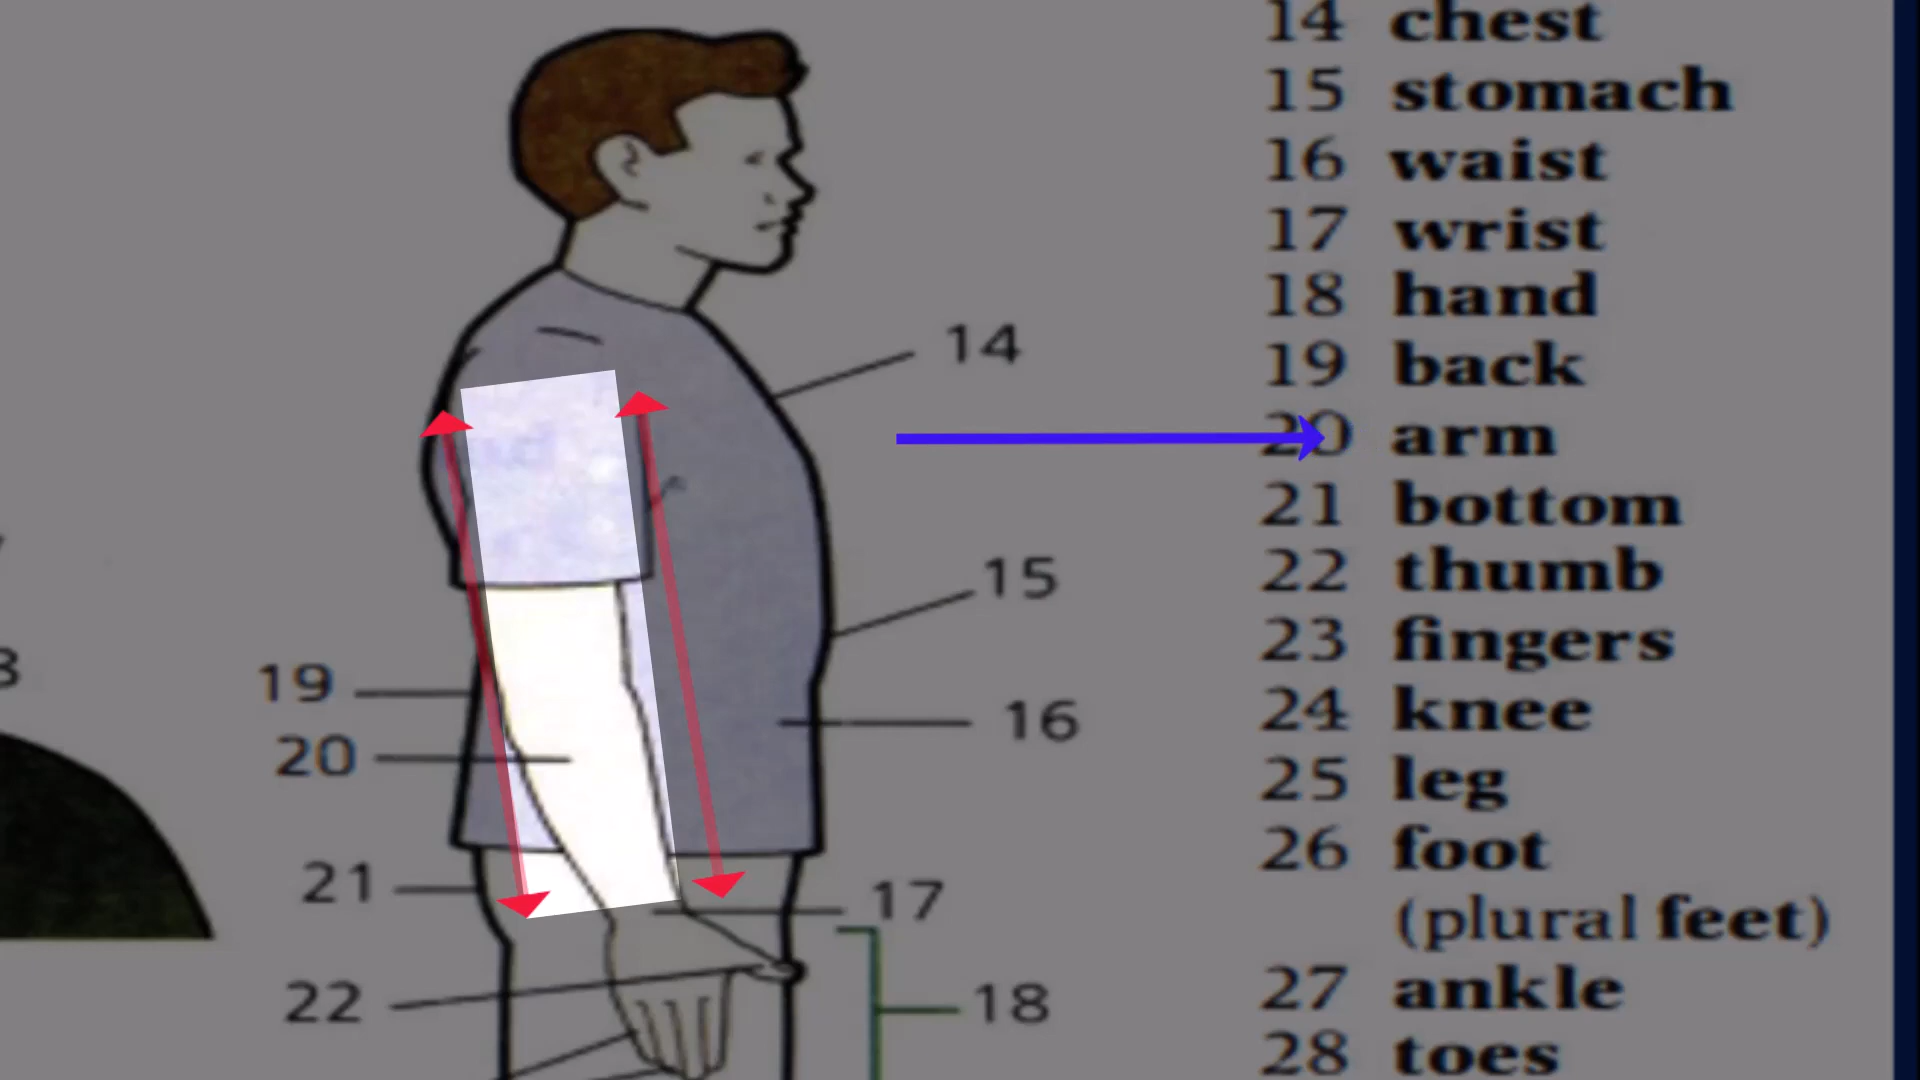 14 chest
15 stomach
16 waist
17 wrist
18 hand
19 back
20 arm
21 bottom
22 thumb
23 fingers
24 knee
25 leg
26 foot
(plural feet)
27 ankle
28 toes
14
15
16
17
18
19
20
21
22